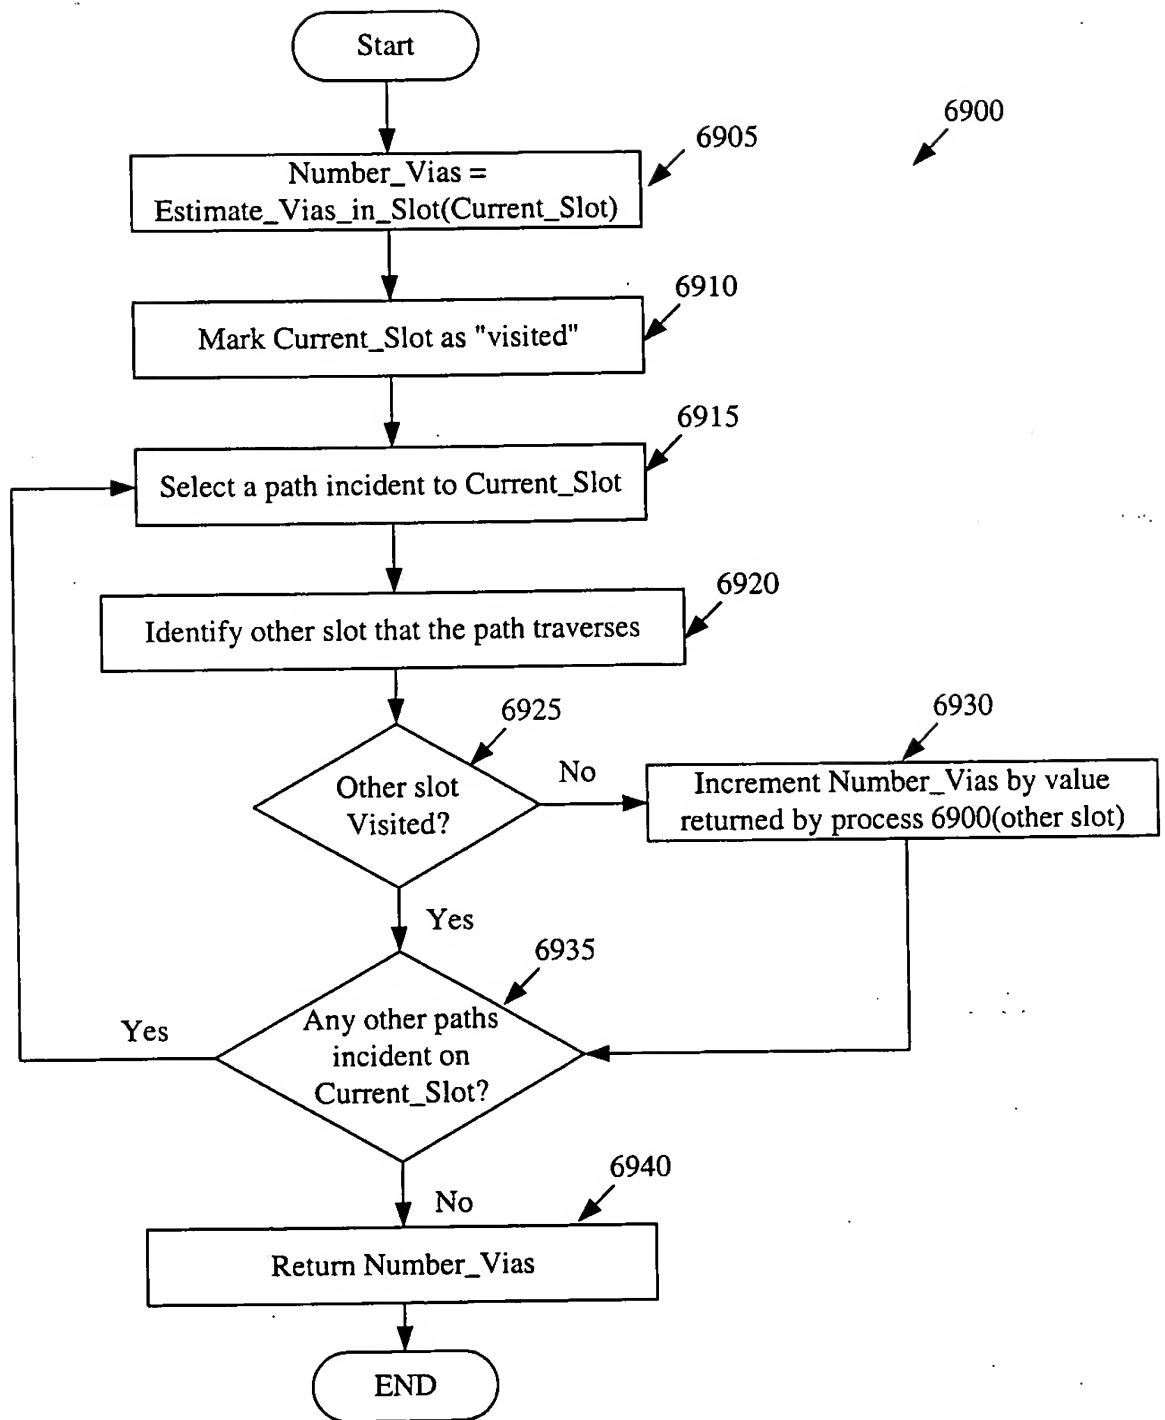 Start
6900
6905
Number_Vias =
Estimate_Vias_in_Slot(Current_Slot)
6910
Mark Current_Slot as "visited"
6915
Select a path incident to Current_Slot
6920
Identify other slot that the path traverses
6925
Other slot
Visited?
No
6930
Increment Number_Vias by value
returned by process 6900(other slot)
Yes
6935
Any other paths
incident on
Current_Slot?
Yes
No
6940
Return Number_Vias
END